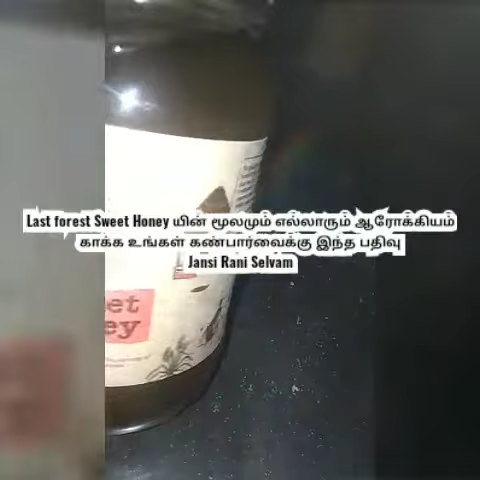 Last forest Sweet Honey யின் மூலமும் எல்லாரும் ஆரோக்கியம்
காக்க உங்கள் கண்பார்வைக்கு இந்த பதிவு
Jansi Rani Selvam
et
ey